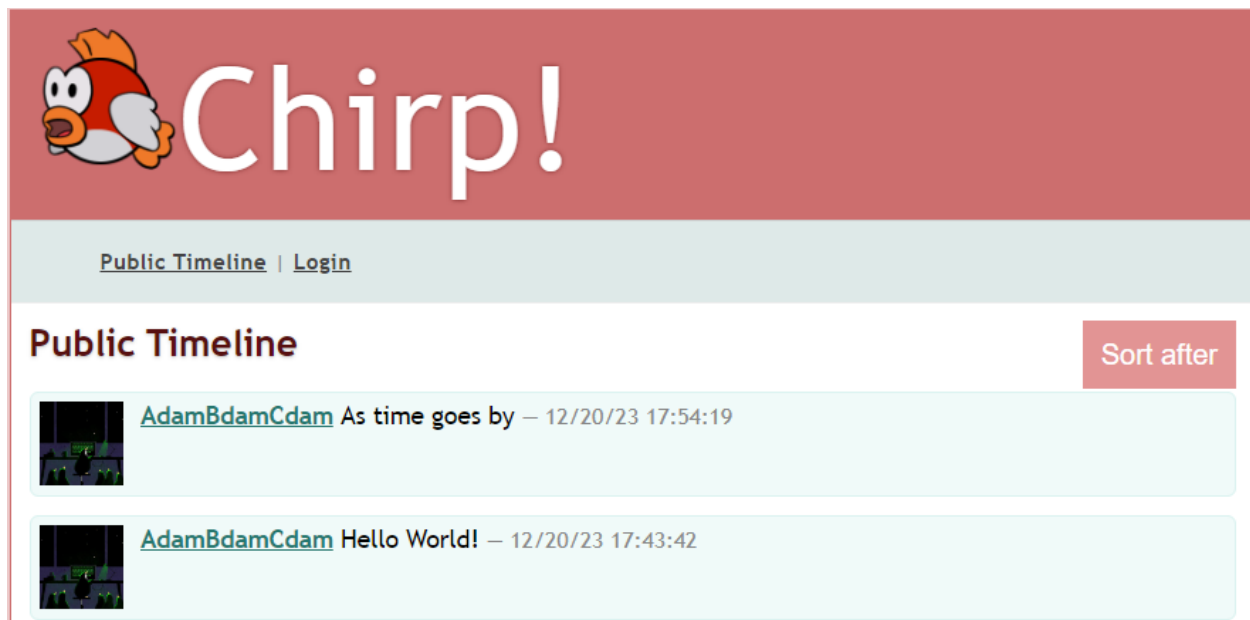 Chirp!
Public Timeline | Login
Public Timeline
Sort after
AdamBdamCdam As time goes by — 12/20/23 17:54:19
AdamBdamCdam Hello World! — 12/20/23 17:43:42